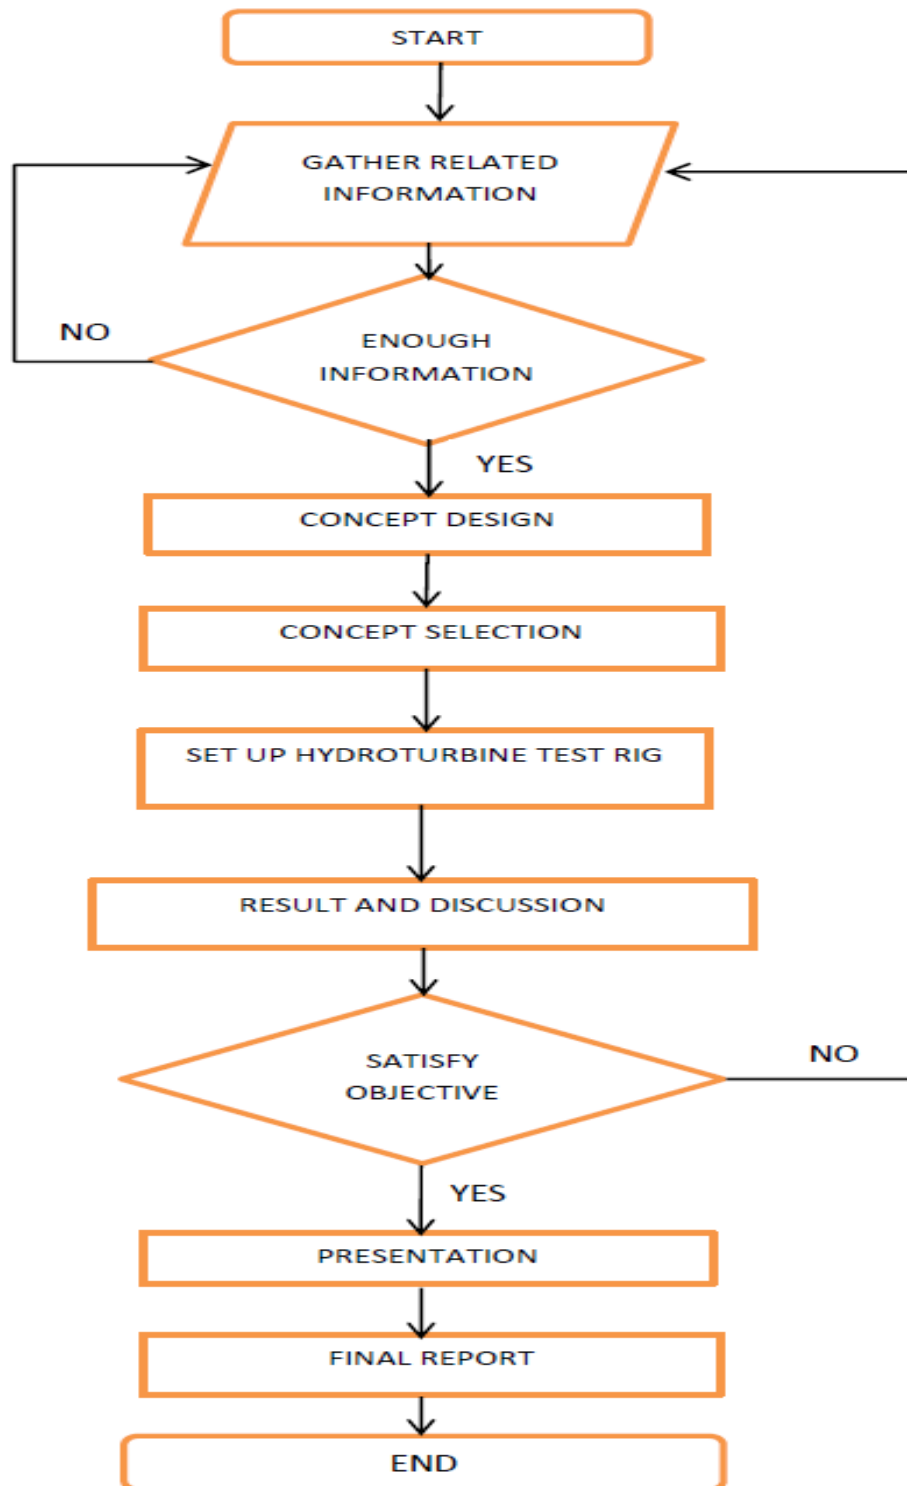 START
GATHER RELATED
INFORMATION
NO
ENOUGH
INFORMATION
YES
CONCEPT DESIGN
CONCEPT SELECTION
SET UP HYDROTURBINE TEST RIG
RESULT AND DISCUSSION
SATISFY
OBJECTIVE
NO
YES
PRESENTATION
FINAL REPORT
END